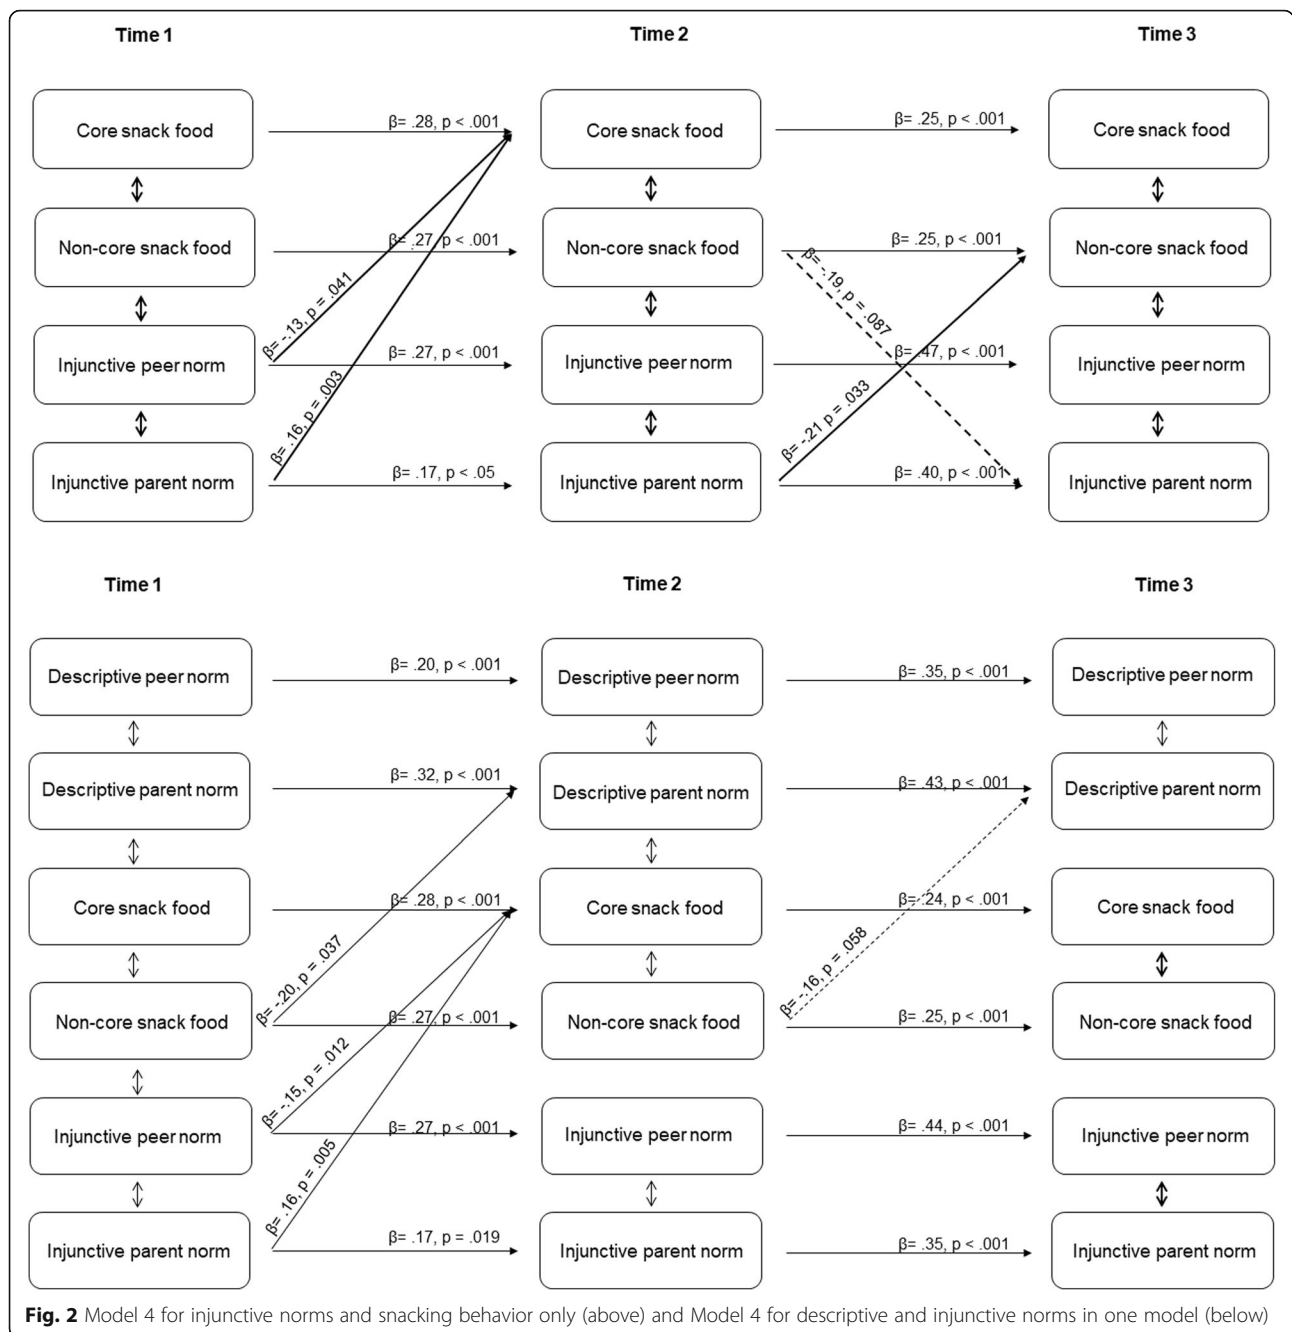 Time 1 Time 2 Time 3
Core snack food β= .28, p < .001 Core snack food β= .25, p < .001 Core snack food
Non-core snack food β= .27, p < .001 Non-core snack food β= .25, p < .001 Non-core snack food
β= -.13, p = .041
β= -.19, p = .087
Injunctive peer norm β= .27, p < .001 Injunctive peer norm β= .47, p < .001 Injunctive peer norm
β= .16, p = .003
β= -.21 p = .033
Injunctive parent norm β= .17, p < .05 Injunctive parent norm β= .40, p < .001 Injunctive parent norm
Time 1 Time 2 Time 3
Descriptive peer norm β= .20, p < .001 Descriptive peer norm β= .35, p < .001 Descriptive peer norm
Descriptive parent norm β= .32, p < .001 Descriptive parent norm β= .43, p < .001 Descriptive parent norm
Core snack food β= .28, p < .001 Core snack food β= .24, p < .001 Core snack food
β= -.20, p = .037
β= -.16, p = .058
Non-core snack food β= .27, p < .001 Non-core snack food β= .25, p < .001 Non-core snack food
β= -.15, p = .012
Injunctive peer norm β= .27, p < .001 Injunctive peer norm β= .44, p < .001 Injunctive peer norm
β= .16, p = .005
Injunctive parent norm β= .17, p = .019 Injunctive parent norm β= .35, p < .001 Injunctive parent norm
Fig. 2 Model 4 for injunctive norms and snacking behavior only (above) and Model 4 for descriptive and injunctive norms in one model (below)